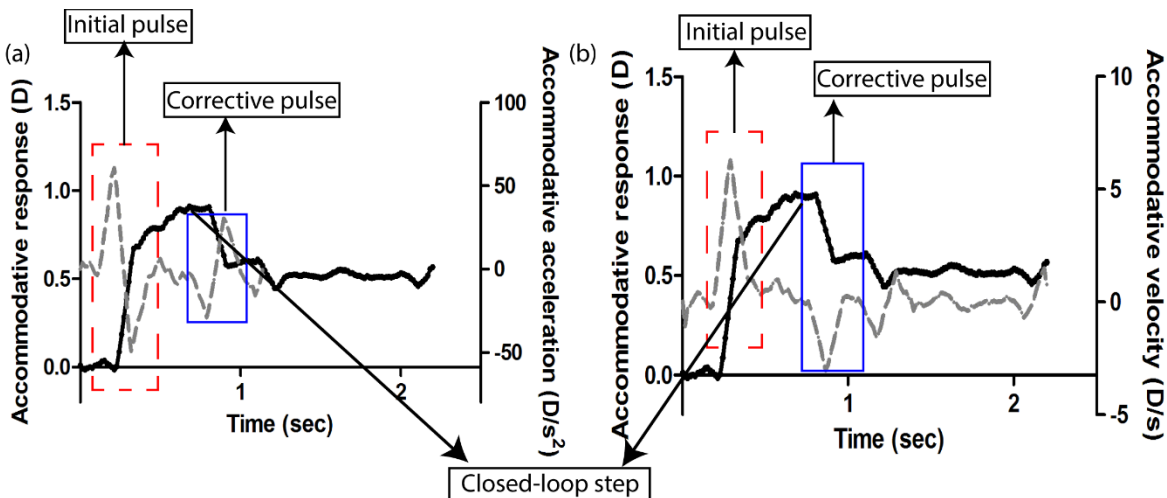 Initial pulse
(a)
Corrective pulse
Accommodative response (D)
1.5
1.0
0.5
0.0
100
50
0
-50
Accommodative acceleration (D/s²)
1
2
Time (sec)
Initial pulse
(b)
Corrective pulse
Accommodative response (D)
1.5
1.0
0.5
0.0
10
5
0
-5
Accommodative velocity (D/s)
1
2
Time (sec)
Closed-loop step